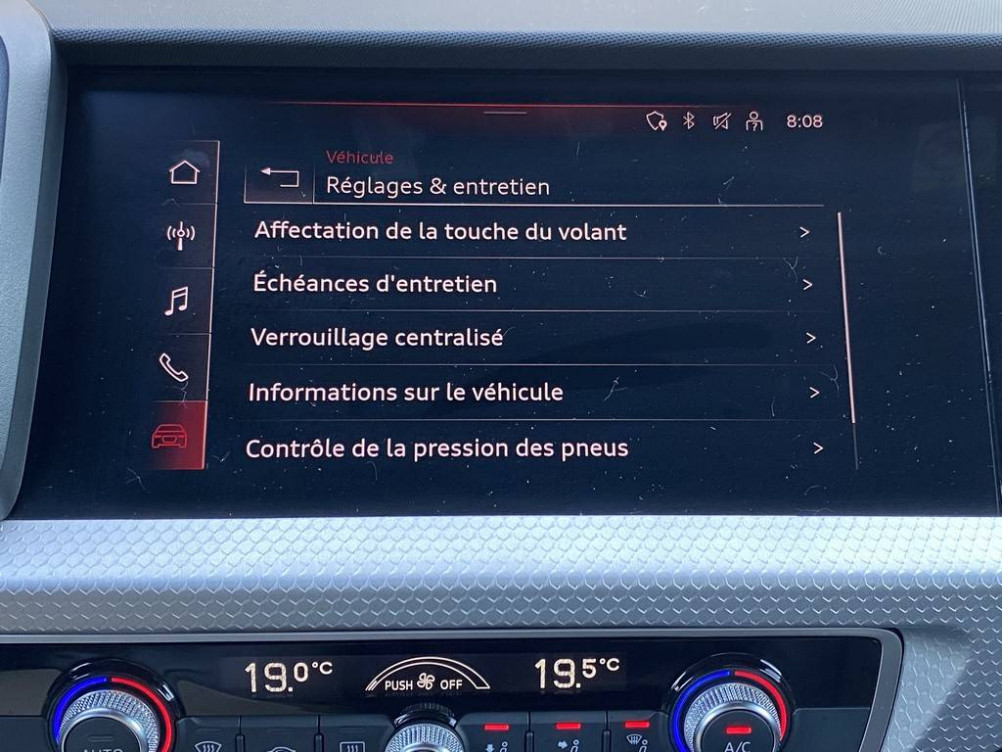 8:08
Véhicule
Réglages & entretien
Affectation de la touche du volant >
Échéances d'entretien >
Verrouillage centralisé >
Informations sur le véhicule >
Contrôle de la pression des pneus >
19.0°C
PUSH OFF
19.5°C
AUTO
A/C